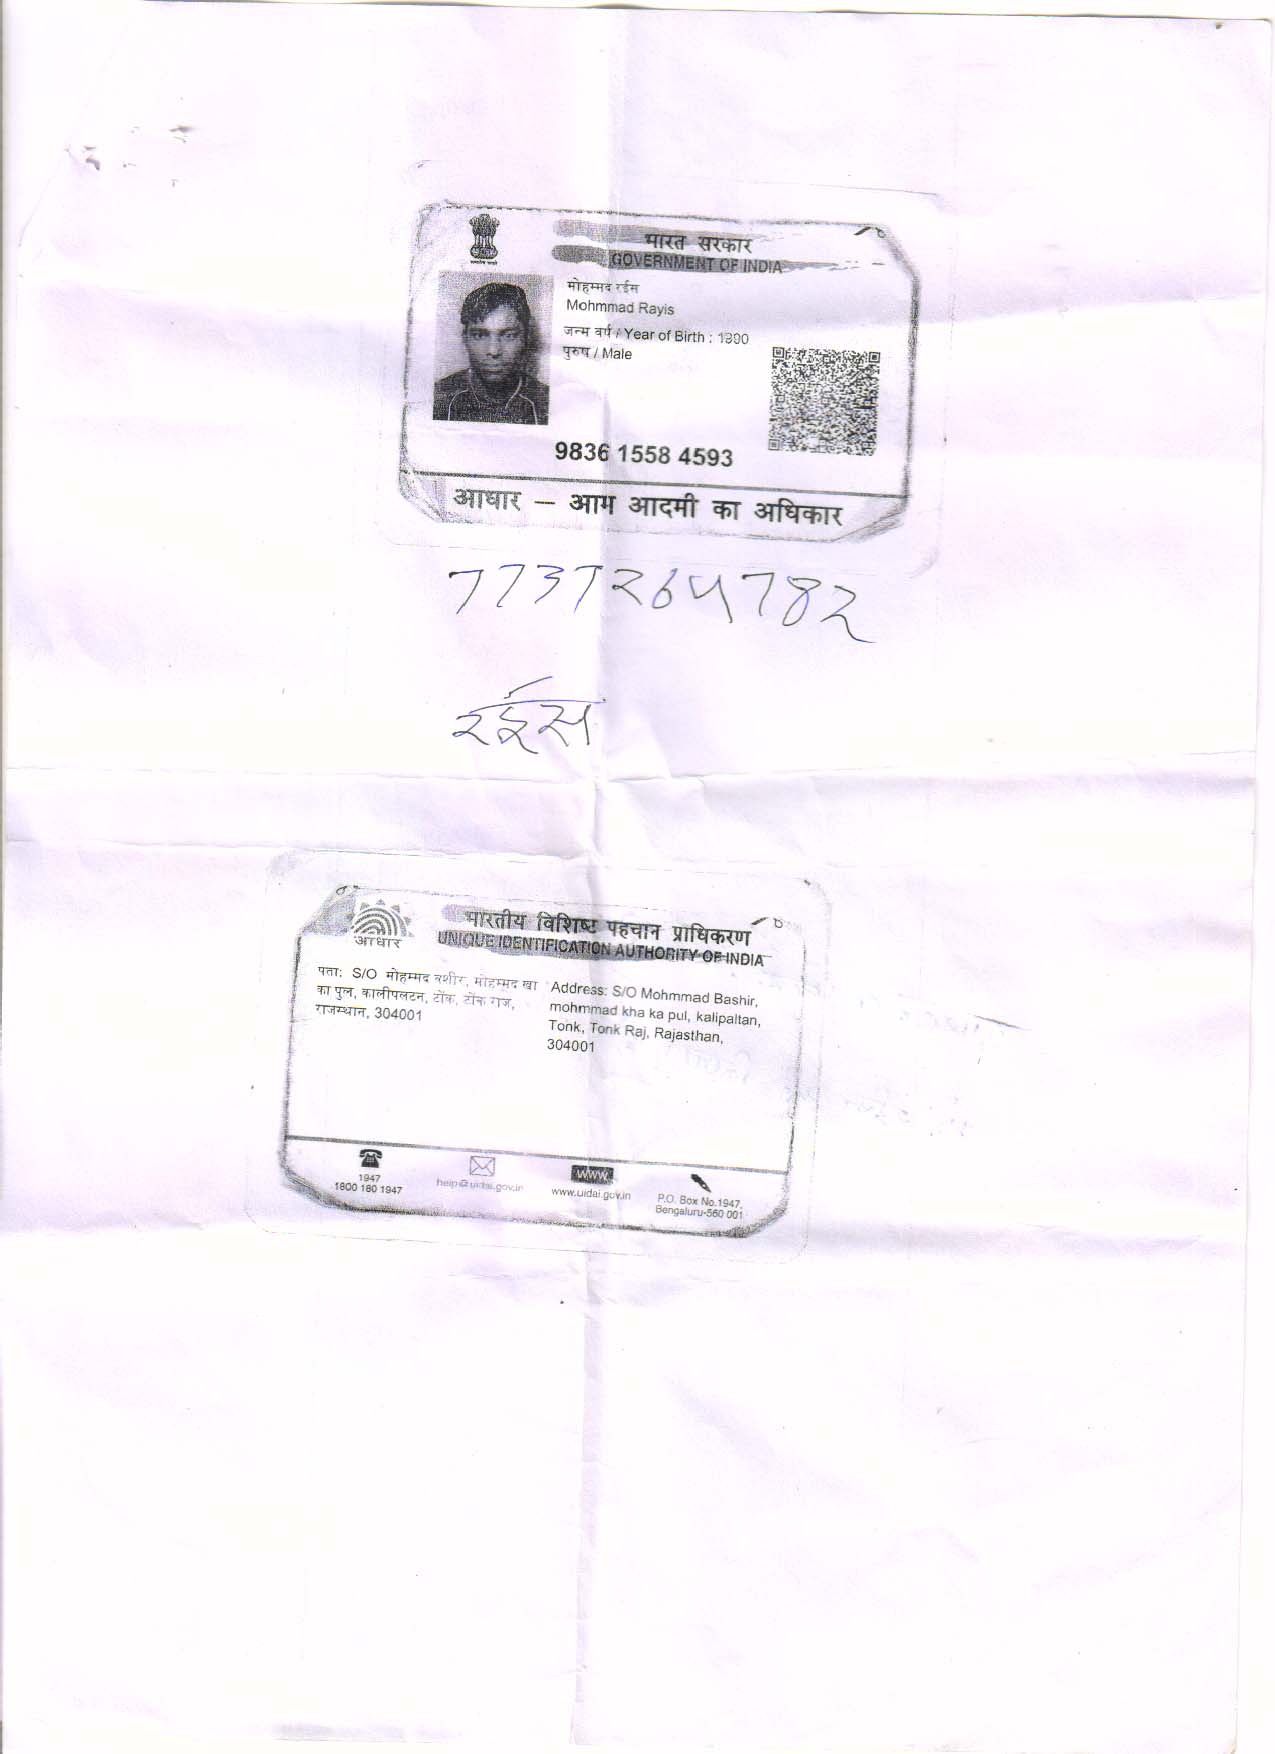 भारत सरकार
GOVERNMENT OF INDIA
मोहम्मद रईस
Mohmmad Rayis
जन्म वर्ष / Year of Birth : 1990
पुरुष / Male
9836 1558 4593
आधार – आम आदमी का अधिकार
7737264782
रईस
भारतीय विशिष्ट पहचान प्राधिकरण
आधार
UNIQUE IDENTIFICATION AUTHORITY OF INDIA
पता: S/O मोहम्मद बशीर, मोहम्मद खा
का पुल, कालीपलटन, टोंक, टोंक राज,
राजस्थान, 304001
Address: S/O Mohmmad Bashir,
mohmmad kha ka pul, kalipaltan,
Tonk, Tonk Raj, Rajasthan,
304001
1947
1800 180 1947
help@uidai.gov.in
www
www.uidai.gov.in
P.O. Box No.1947,
Bengaluru-560 001